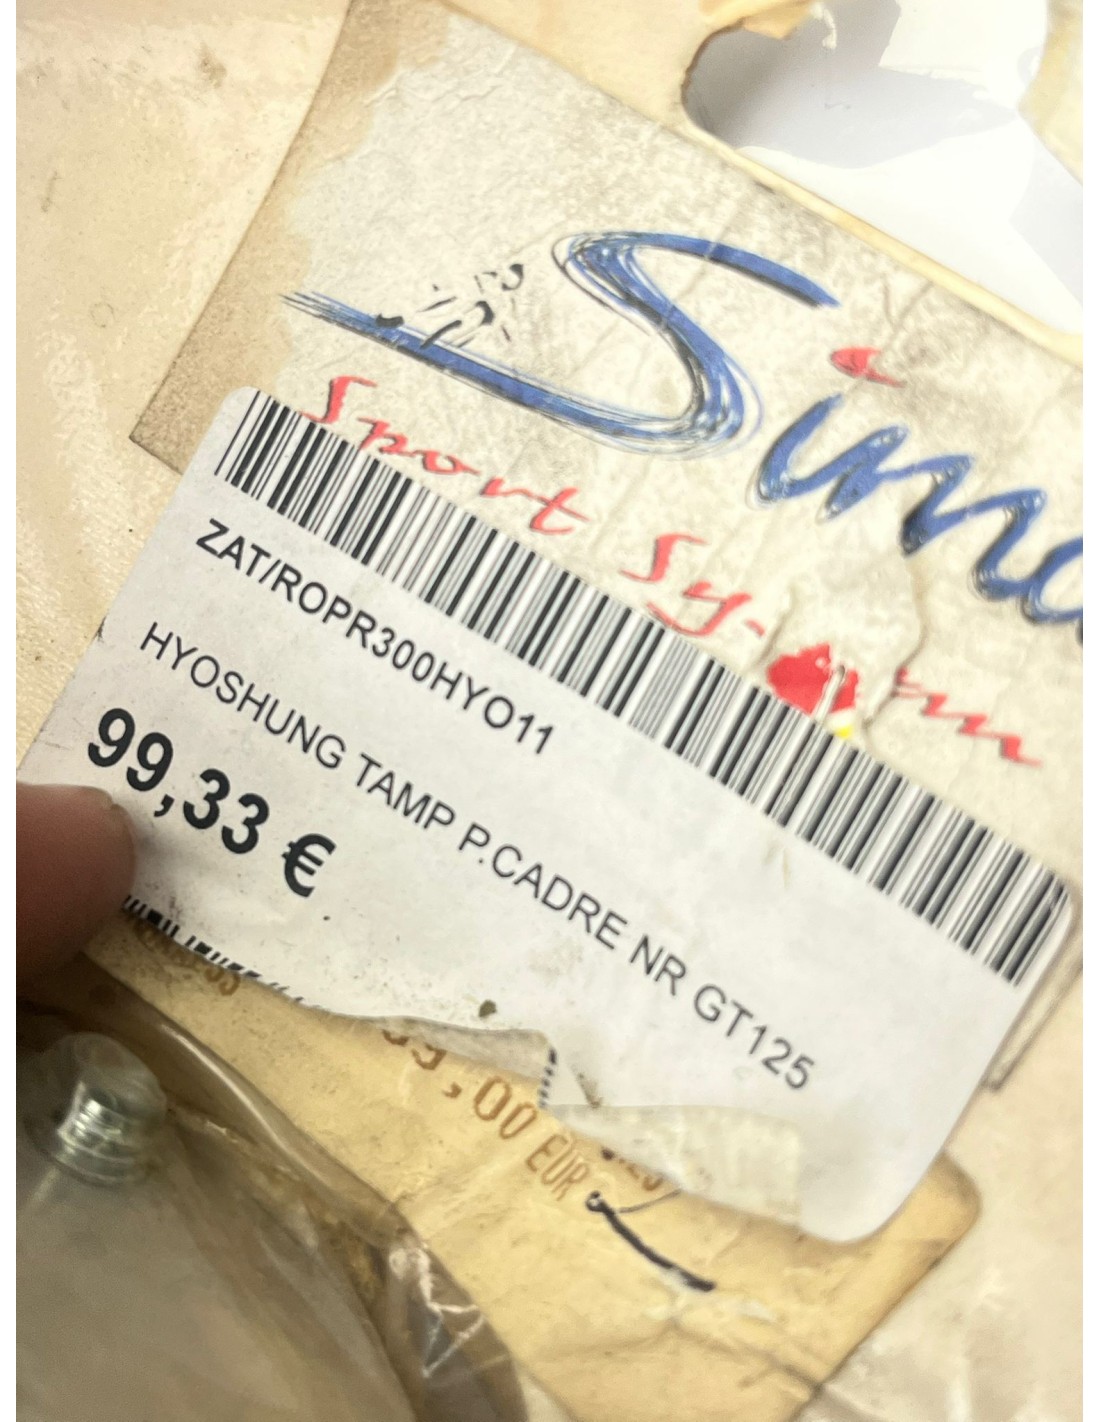 Sport Sy-
ZAT/ROPR300HYO11
HYOSHUNG TAMP P.CADRE NR GT125
99,33 €
,00 EUR